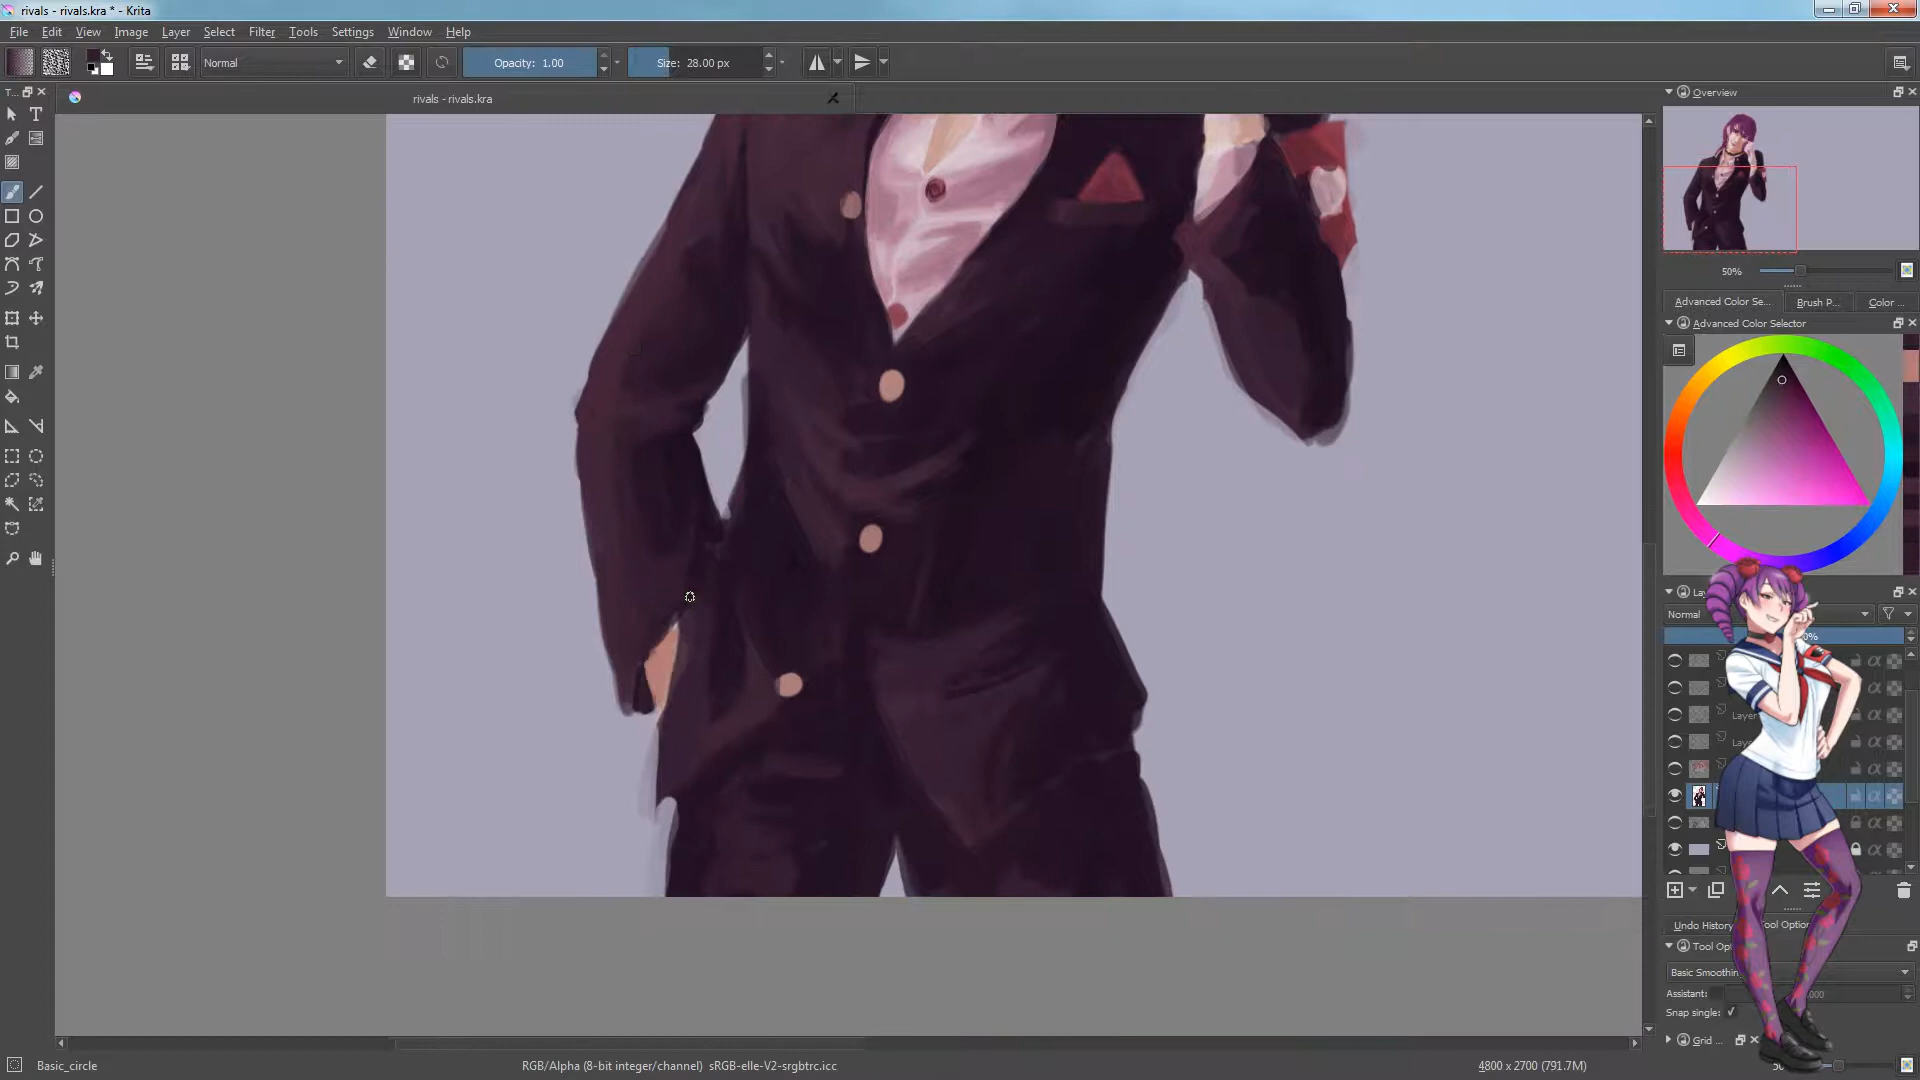 rivals - rivals.kra * - Krita
File Edit View Image Layer Select Filter Tools Settings Window Help
Normal
Opacity: 1.00
Size: 28.00 px
T...
rivals - rivals.kra
Overview
50%
Advanced Color Se...
Brush P...
Color ...
Advanced Color Selector
Normal
Layer
Undo History
Basic Smoothin
Assistant:
Snap single:
Grid ...
Basic_circle
RGB/Alpha (8-bit integer/channel) sRGB-elle-V2-srgbtrc.icc
4800 x 2700 (791.7M)